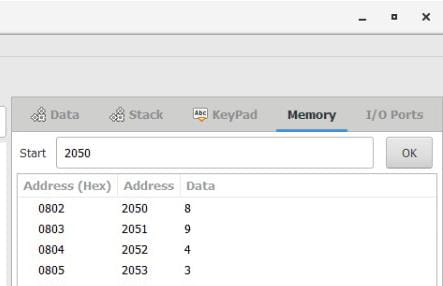 Data Stack Abc KeyPad Memory I/O Ports
Start 2050 OK
Address (Hex) Address Data
0802 2050 8
0803 2051 9
0804 2052 4
0805 2053 3